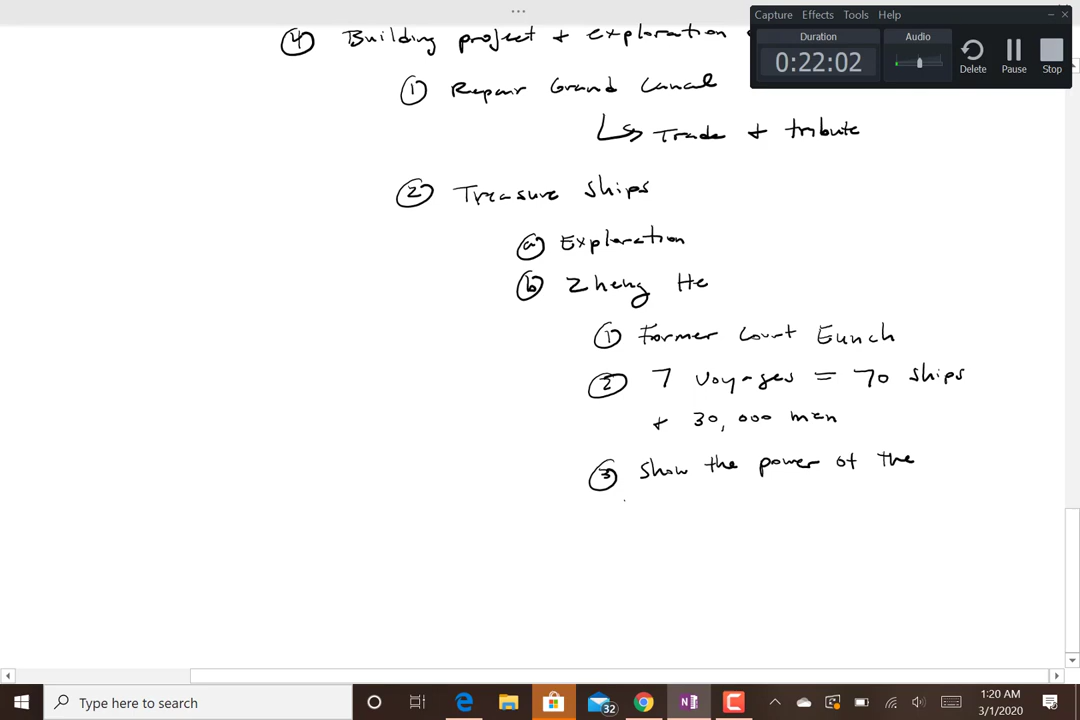 Capture Effects Tools Help
Duration Audio
0:22:02 Delete Pause Stop
④ Building project + exploration
① Repair Grand Canal
↳ Trade + tribute
② Treasure ships
ⓐ Exploration
ⓑ Zheng He
① Former Court Eunch
② 7 voyages = 70 ships
+ 30,000 men
③ Show the power of the
Type here to search
32
1:20 AM
3/1/2020